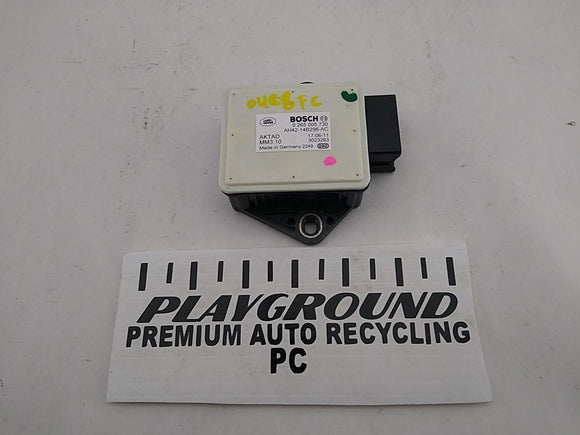 BOSCH
0 265 005 730
AH42-14B296-AC
AKTAD 17-06-11
MM3.10 3023293
Made in Germany 2249
PLAYGROUND
PREMIUM AUTO RECYCLING
PC